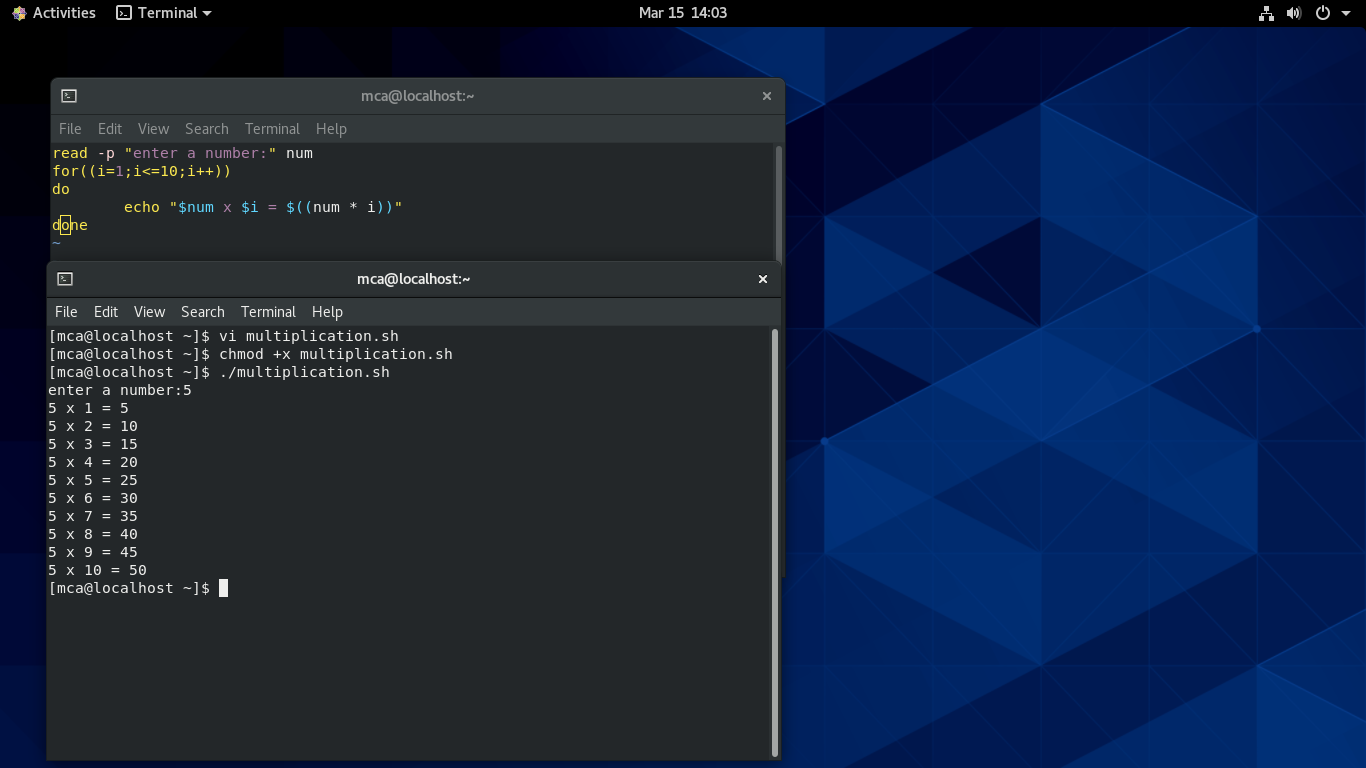 Activities Terminal Mar 15 14:03
mca@localhost:~
File Edit View Search Terminal Help
read -p "enter a number:" num
for((i=1;i<=10;i++))
do
        echo "$num x $i = $((num * i))"
done
~
mca@localhost:~
File Edit View Search Terminal Help
[mca@localhost ~]$ vi multiplication.sh
[mca@localhost ~]$ chmod +x multiplication.sh
[mca@localhost ~]$ ./multiplication.sh
enter a number:5
5 x 1 = 5
5 x 2 = 10
5 x 3 = 15
5 x 4 = 20
5 x 5 = 25
5 x 6 = 30
5 x 7 = 35
5 x 8 = 40
5 x 9 = 45
5 x 10 = 50
[mca@localhost ~]$